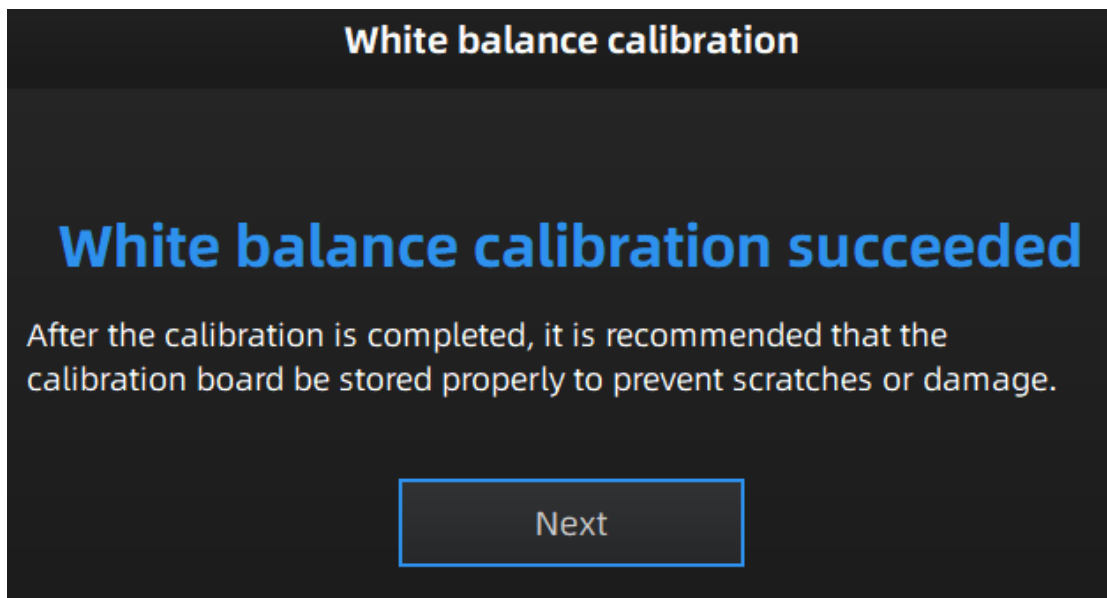 White balance calibration
White balance calibration succeeded
After the calibration is completed, it is recommended that the
calibration board be stored properly to prevent scratches or damage.
Next